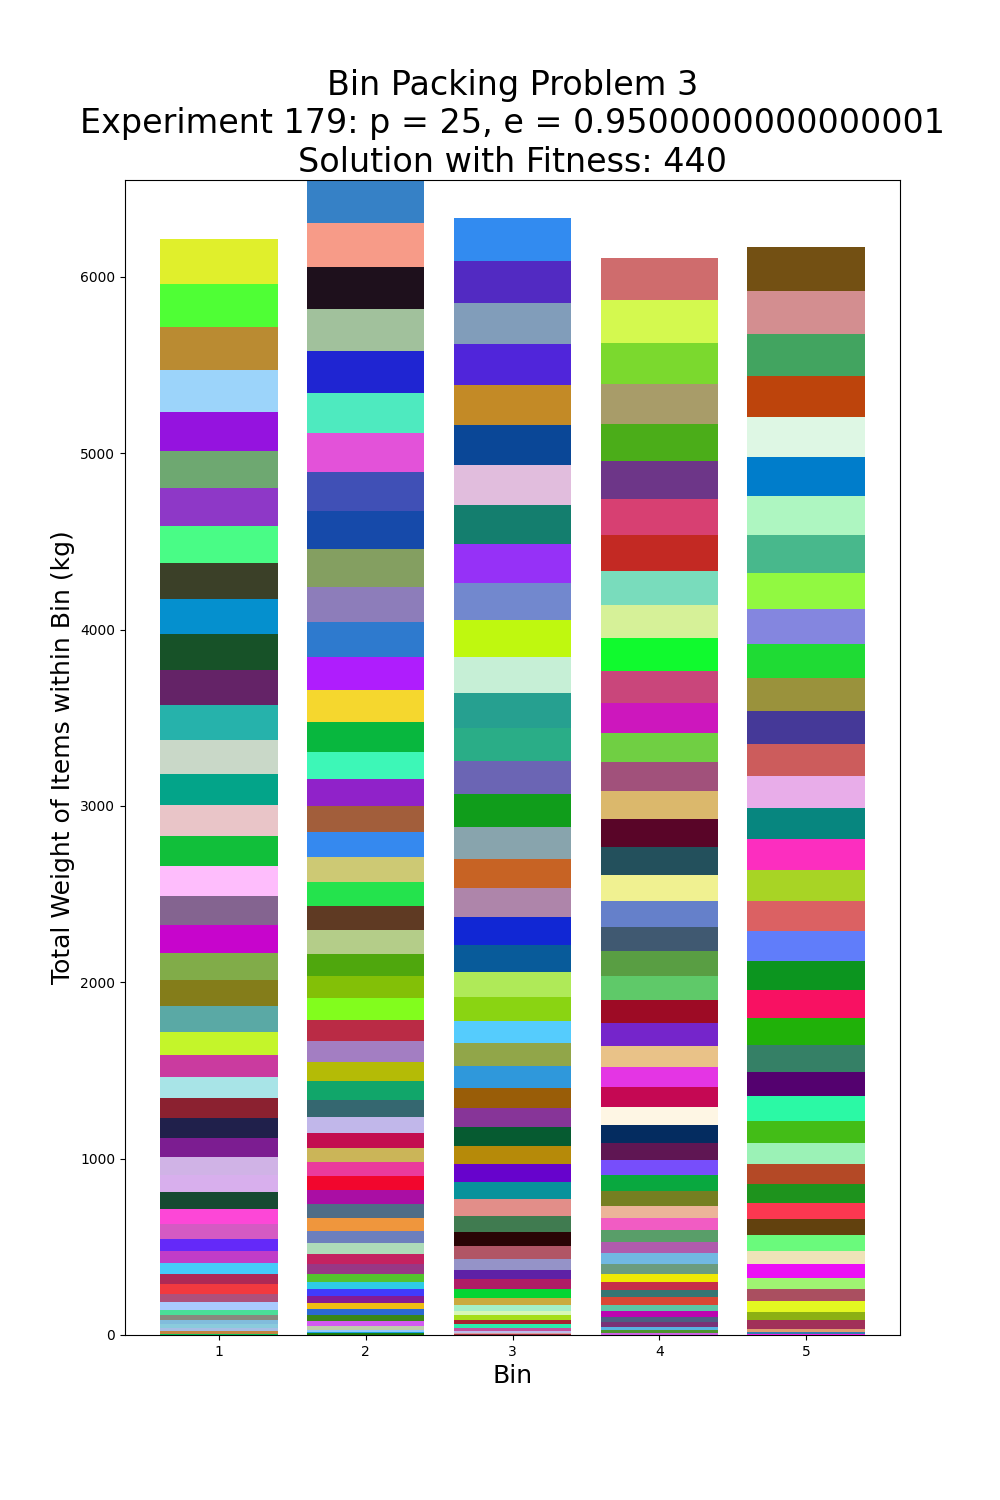 Bin Packing Problem 3
Experiment 179: p = 25, e = 0.9500000000000001
Solution with Fitness: 440
Total Weight of Items within Bin (kg)
6000
5000
4000
3000
2000
1000
0
1 2 3 4 5
Bin